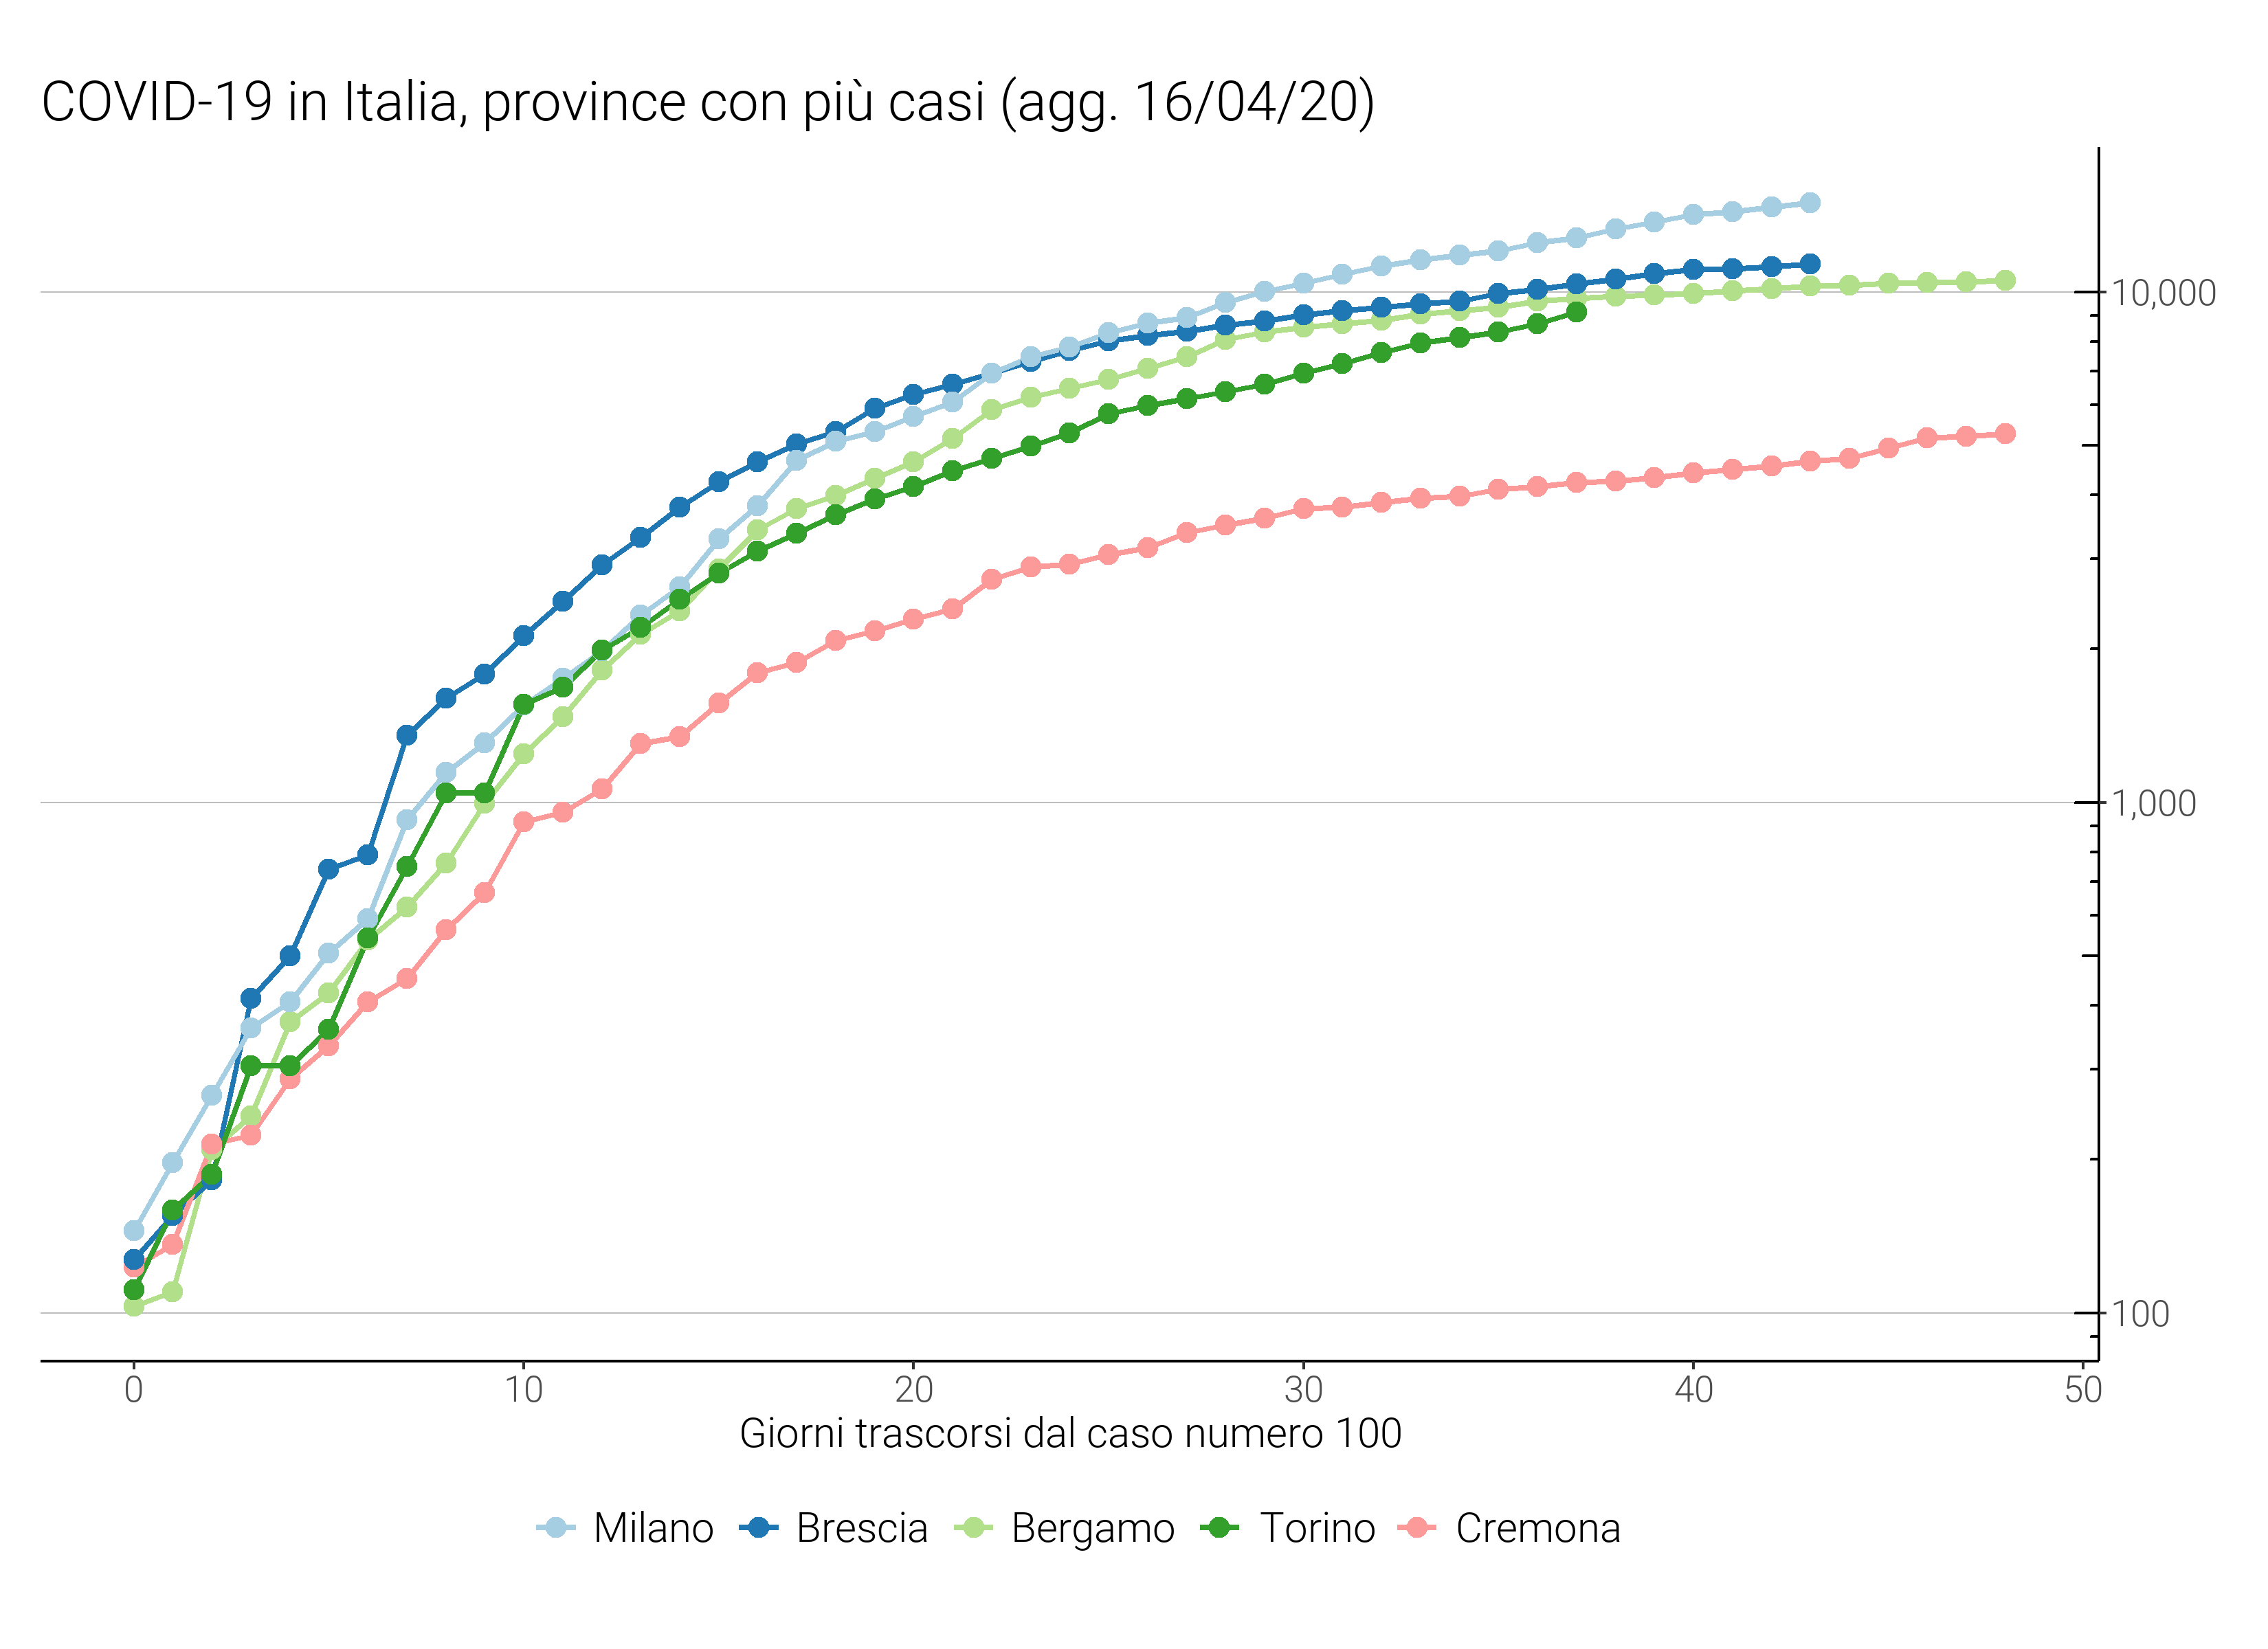 COVID-19 in Italia, province con più casi (agg. 16/04/20)
10,000
1,000
100
0 10 20 30 40 50
Giorni trascorsi dal caso numero 100
Milano Brescia Bergamo Torino Cremona